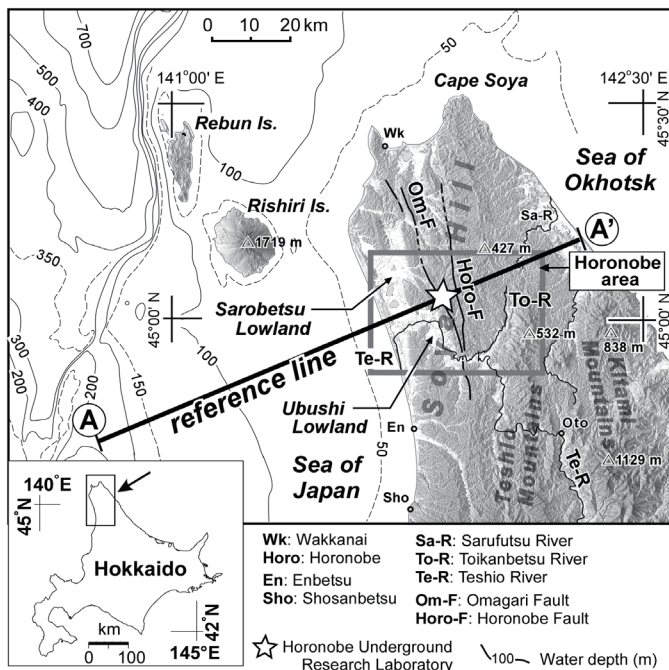 0 10 20 km
700
500
400
141°00' E
50
142°30' E
45°30' N
Cape Soya
Rebun Is.
Wk
100
Sea of
Okhotsk
Om-F
Hill
Sa-R
Rishiri Is.
1719 m
A'
427 m
350
Horonobe
area
Sarobetsu
Lowland
Horo-F
To-R
45°00' N
45°00' N
532 m
838 m
300
200
100
Te-R
Soya
reference line
Kitami
Mountains
200
150
A
Ubushi
Lowland
En
Oto
50
Teshio
Mountains
Te-R
1129 m
Sea of
Japan
Sho
140°E
45°N
Hokkaido
km
0 100
42°N
145°E
Wk: Wakkanai
Horo: Horonobe
En: Enbetsu
Sho: Shosanbetsu
Sa-R: Sarufutsu River
To-R: Toikanbetsu River
Te-R: Teshio River
Om-F: Omagari Fault
Horo-F: Horonobe Fault
Horonobe Underground
Research Laboratory
100 Water depth (m)